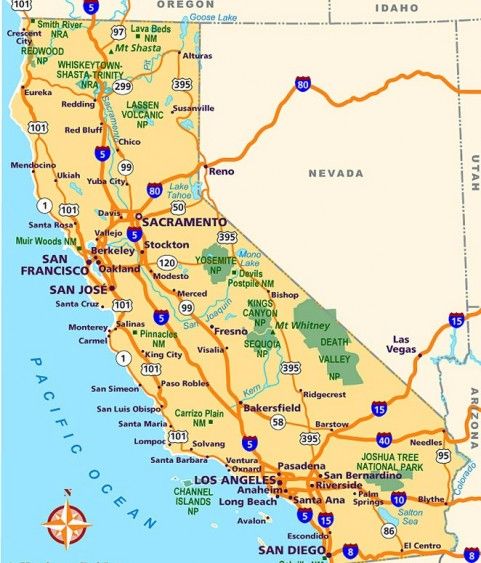 OREGON
IDAHO
Goose Lake
Smith River
NRA
Crescent
City
REDWOOD
NP
5
97
Lava Beds
NM
Mt Shasta
Pit
Alturas
WHISKEYTOWN-
SHASTA-TRINITY
NRA
299
395
Eureka
Redding
Sacramento
LASSEN
VOLCANIC
NP
Susanville
80
101
Red Bluff
Chico
5
Mendocino
Ukiah
99
Yuba City
Reno
NEVADA
UTAH
80
Lake
Tahoe
1
101
Davis
50
Santa Rosa
SACRAMENTO
Vallejo
5
Muir Woods NM
Berkeley
Stockton
395
SAN
FRANCISCO
Oakland
120
YOSEMITE
NP
Mono
Lake
Modesto
Devils
Postpile NM
SAN JOSÉ
Merced
Bishop
Santa Cruz
101
99
San Joaquin
KINGS
CANYON
NP
5
Monterey
Salinas
Fresno
Mt Whitney
Carmel
Pinnacles
NM
SEQUOIA
NP
DEATH
VALLEY
NP
Las
Vegas
15
1
King City
Visalia
101
395
San Simeon
Paso Robles
Kern
Ridgecrest
San Luis Obispo
Bakersfield
15
ARIZONA
Santa Maria
Carrizo Plain
NM
58
Barstow
Lompoc
101
Solvang
5
395
40
Needles
95
Santa Barbara
Ventura
Oxnard
Pasadena
JOSHUA TREE
NATIONAL PARK
LOS ANGELES
San Bernardino
Riverside
Colorado
CHANNEL
ISLANDS
NP
Anaheim
Long Beach
Santa Ana
Palm
Springs
10
Blythe
Avalon
5
15
Salton
Sea
86
Escondido
El Centro
SAN DIEGO
8
8
PACIFIC OCEAN
N